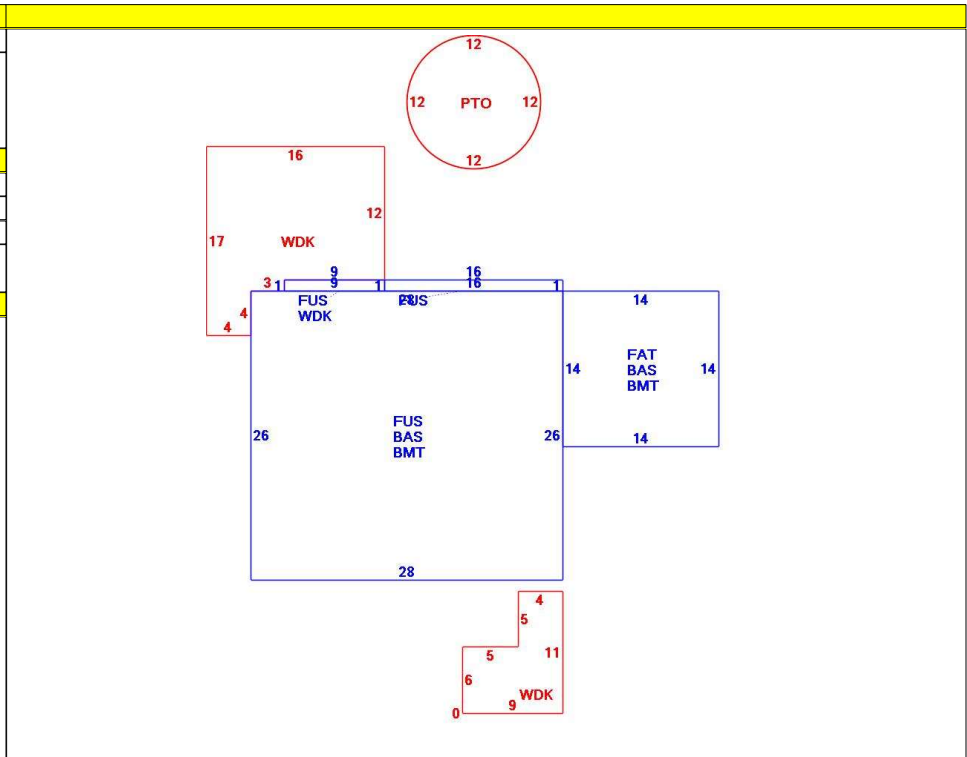 12
12 PTO 12
12
16
12
17 WDK
9 16
3 1 9 1 16 1
28
FUS FUS 14
WDK
4
4
FAT
14 BAS 14
BMT
FUS
26 BAS 26 14
BMT
28
4
5
5 11
6
WDK
9
0